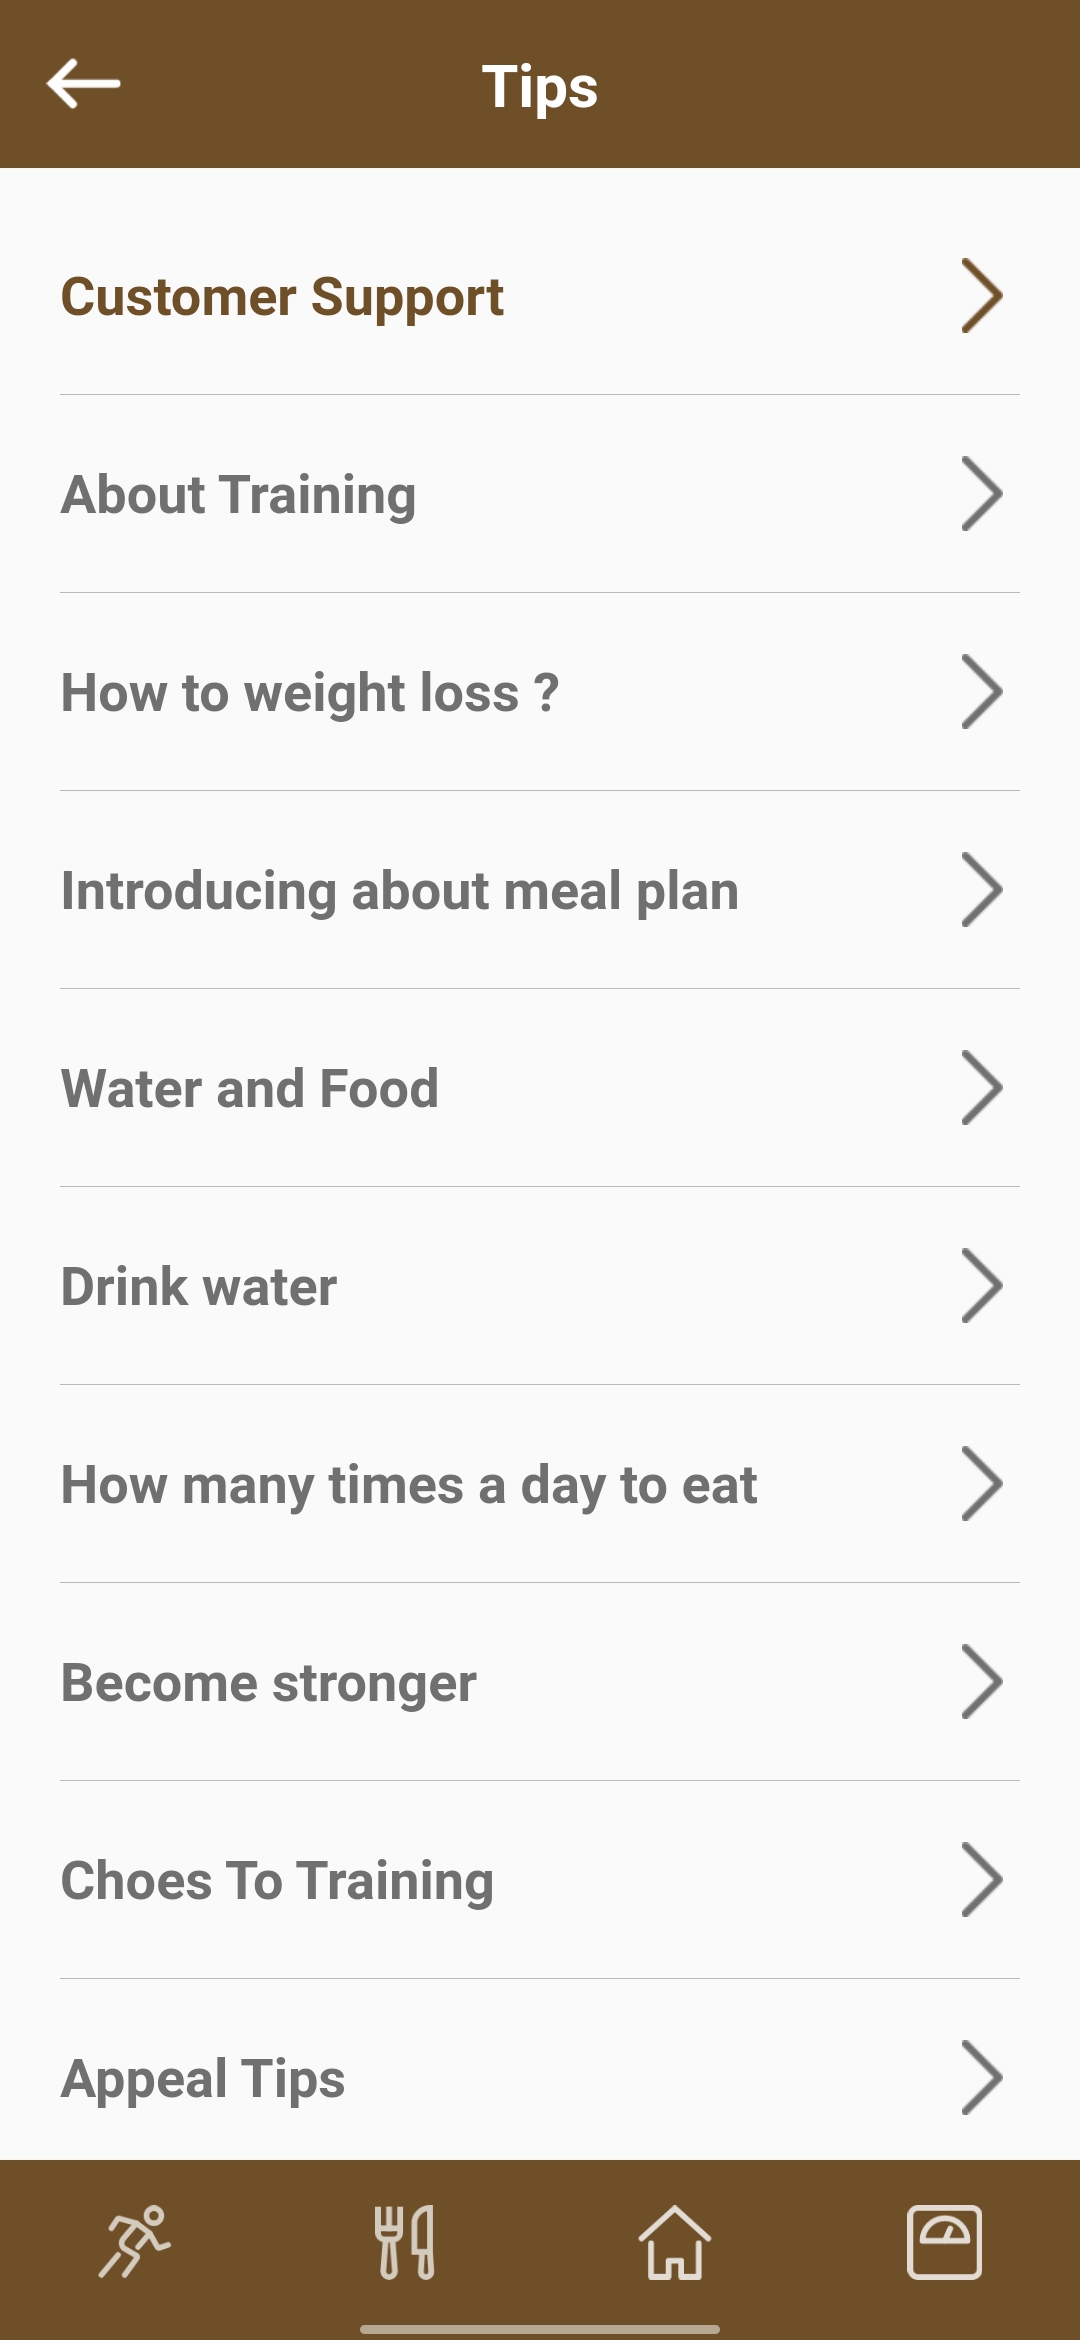 Tips
Customer Support
About Training
How to weight loss ?
Introducing about meal plan
Water and Food
Drink water
How many times a day to eat
Become stronger
Choes To Training
Appeal Tips